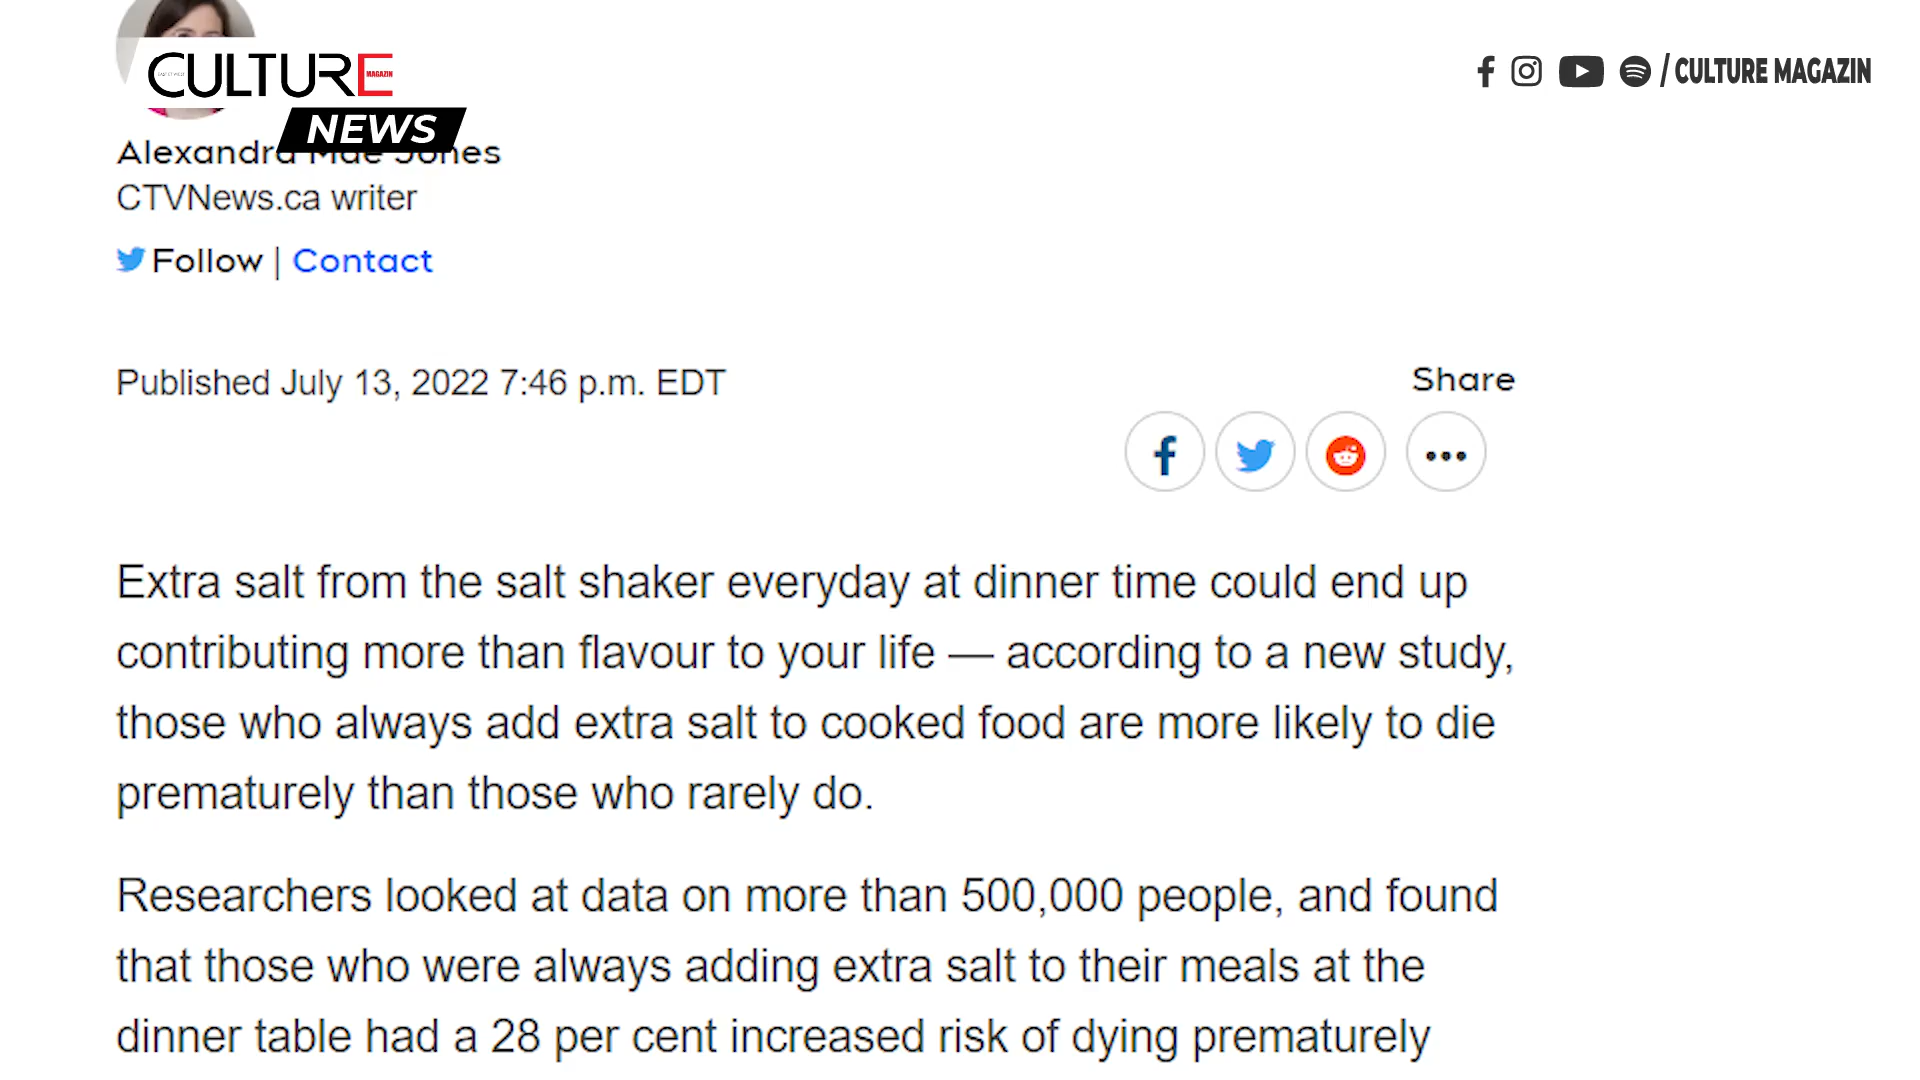 CULTURE
MAGAZIN
NEWS
/ CULTURE MAGAZIN
Alexandra Mae Jones
CTVNews.ca writer
Follow | Contact
Published July 13, 2022 7:46 p.m. EDT
Share
Extra salt from the salt shaker everyday at dinner time could end up
contributing more than flavour to your life — according to a new study,
those who always add extra salt to cooked food are more likely to die
prematurely than those who rarely do.
Researchers looked at data on more than 500,000 people, and found
that those who were always adding extra salt to their meals at the
dinner table had a 28 per cent increased risk of dying prematurely